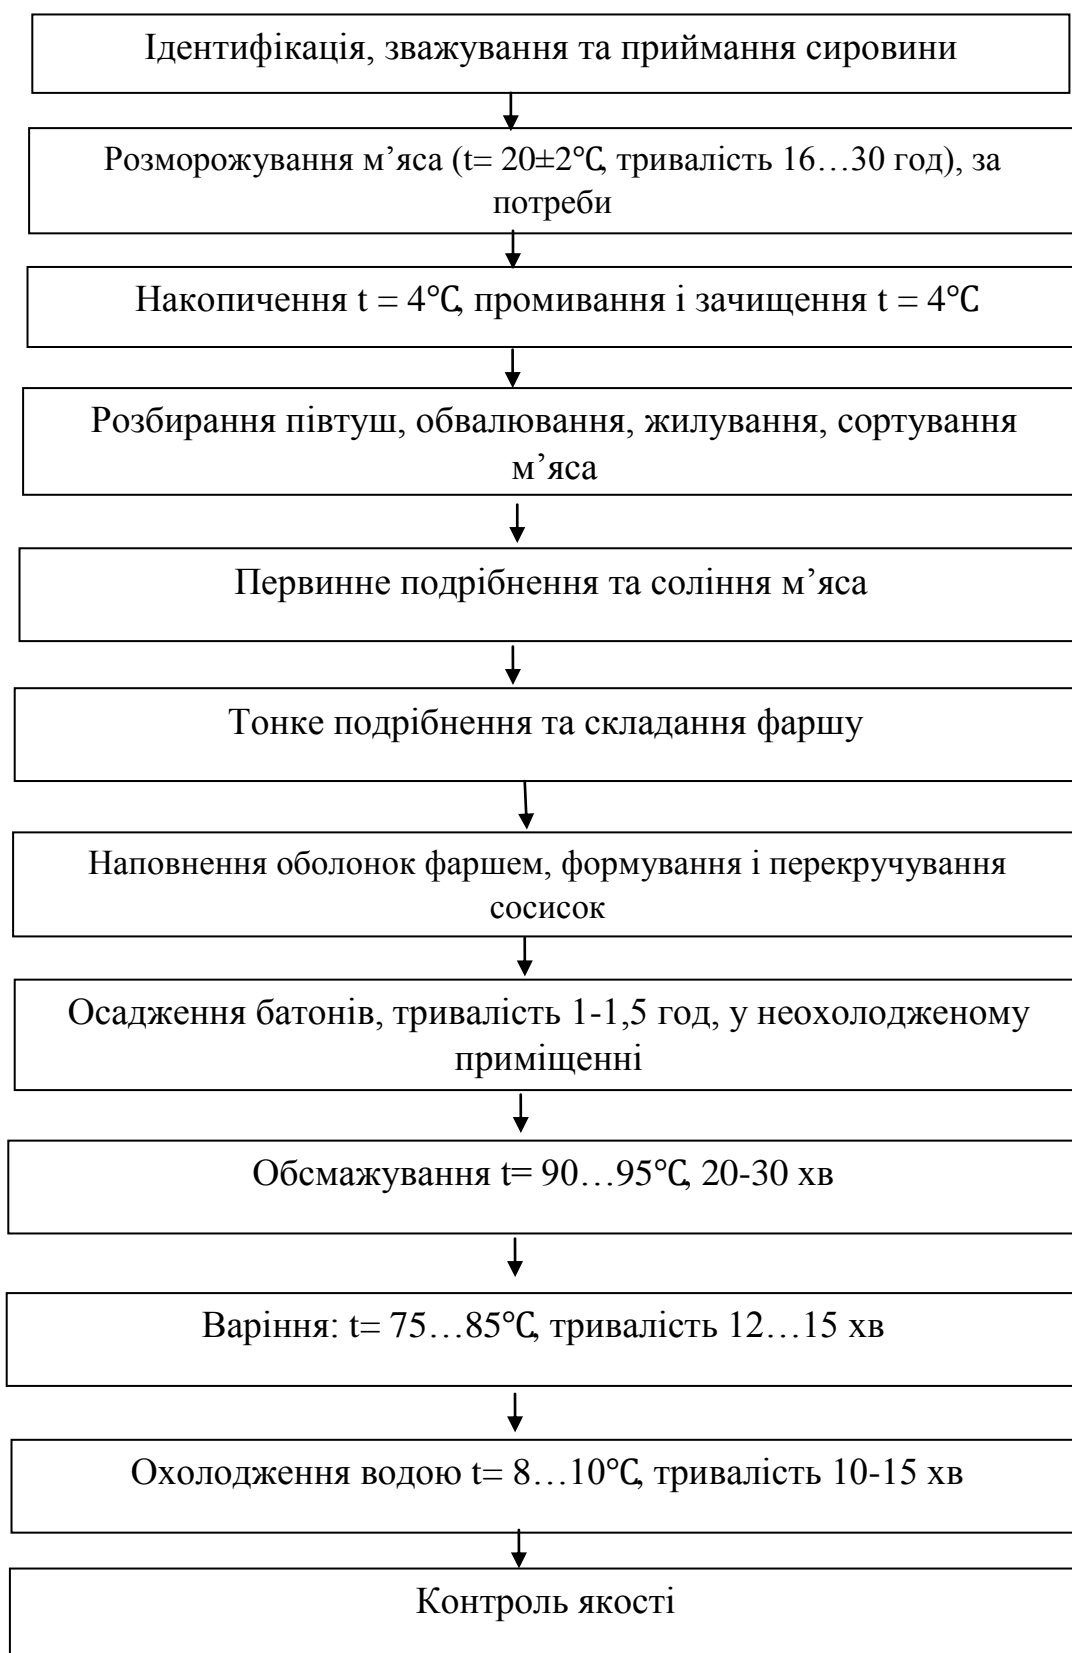 Ідентифікація, зважування та приймання сировини
Розморожування м’яса (t= 20±2°C, тривалість 16…30 год), за
потреби
Накопичення t = 4°C, промивання і зачищення t = 4°C
Розбирання півтуш, обвалювання, жилування, сортування
м’яса
Первинне подрібнення та соління м’яса
Тонке подрібнення та складання фаршу
Наповнення оболонок фаршем, формування і перекручування
сосисок
Осадження батонів, тривалість 1-1,5 год, у неохолодженому
приміщенні
Обсмажування t= 90…95°C, 20-30 хв
Варіння: t= 75…85°C, тривалість 12…15 хв
Охолодження водою t= 8…10°C, тривалість 10-15 хв
Контроль якості